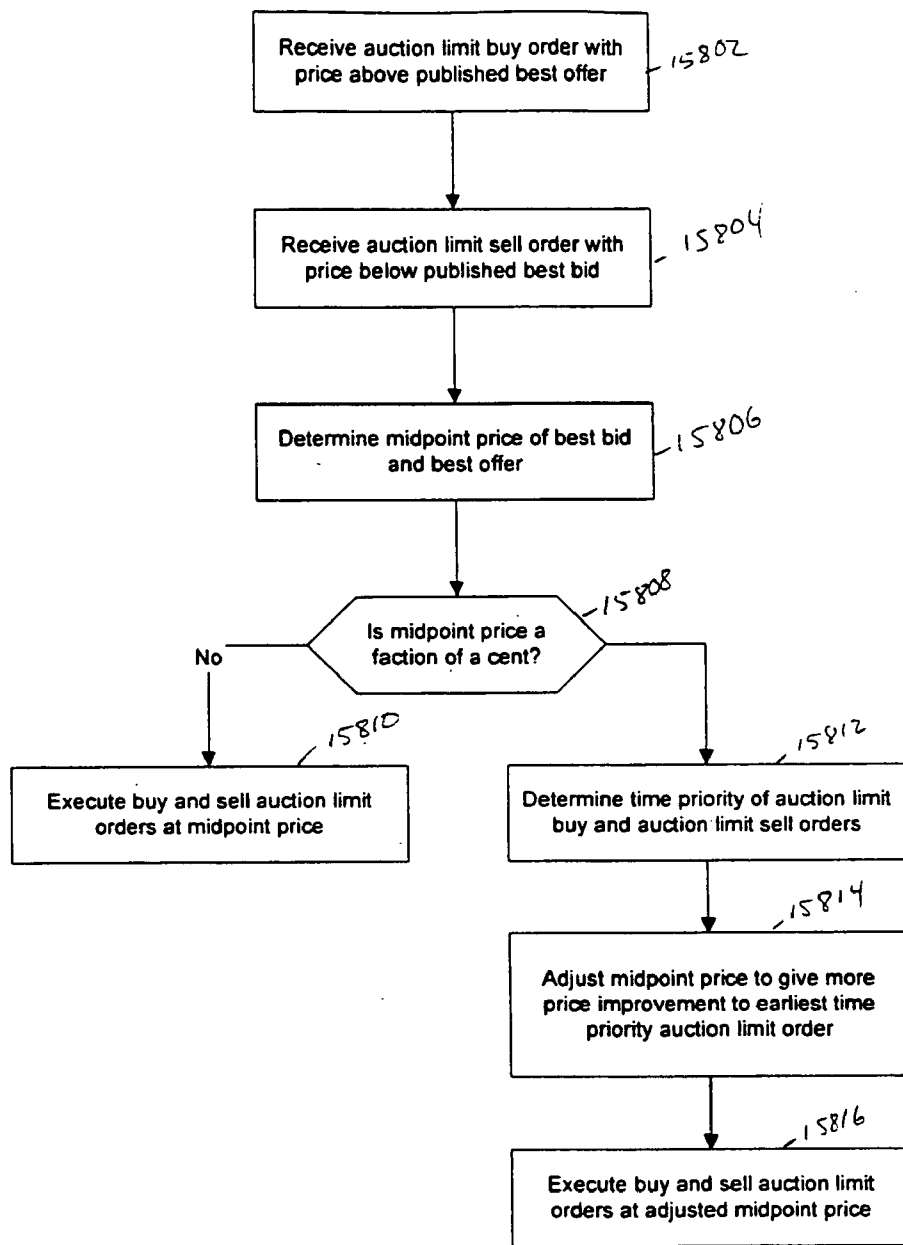 Receive auction limit buy order with
price above published best offer
15802
Receive auction limit sell order with
price below published best bid
15804
Determine midpoint price of best bid
and best offer
15806
Is midpoint price a
faction of a cent?
15808
No
15810
Execute buy and sell auction limit
orders at midpoint price
15812
Determine time priority of auction limit
buy and auction limit sell orders
15814
Adjust midpoint price to give more
price improvement to earliest time
priority auction limit order
15816
Execute buy and sell auction limit
orders at adjusted midpoint price